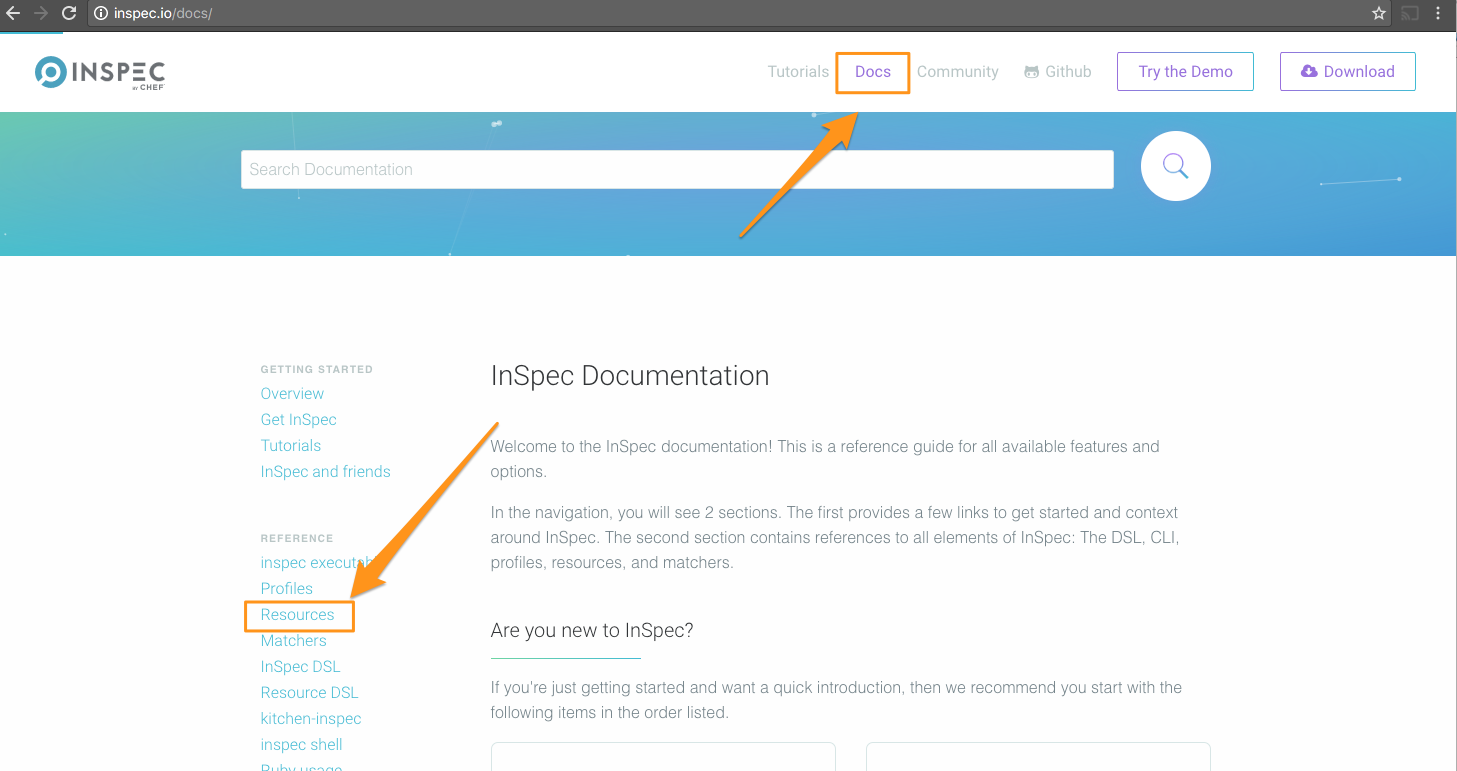 inspec.io/docs/
INSPEC
BY CHEF
Tutorials Docs Community Github Try the Demo Download
Search Documentation
GETTING STARTED
Overview
Get InSpec
Tutorials
InSpec and friends
REFERENCE
inspec executab
Profiles
Resources
Matchers
InSpec DSL
Resource DSL
kitchen-inspec
inspec shell
Ruby usage
InSpec Documentation
Welcome to the InSpec documentation! This is a reference guide for all available features and
options.
In the navigation, you will see 2 sections. The first provides a few links to get started and context
around InSpec. The second section contains references to all elements of InSpec: The DSL, CLI,
profiles, resources, and matchers.
Are you new to InSpec?
If you're just getting started and want a quick introduction, then we recommend you start with the
following items in the order listed.